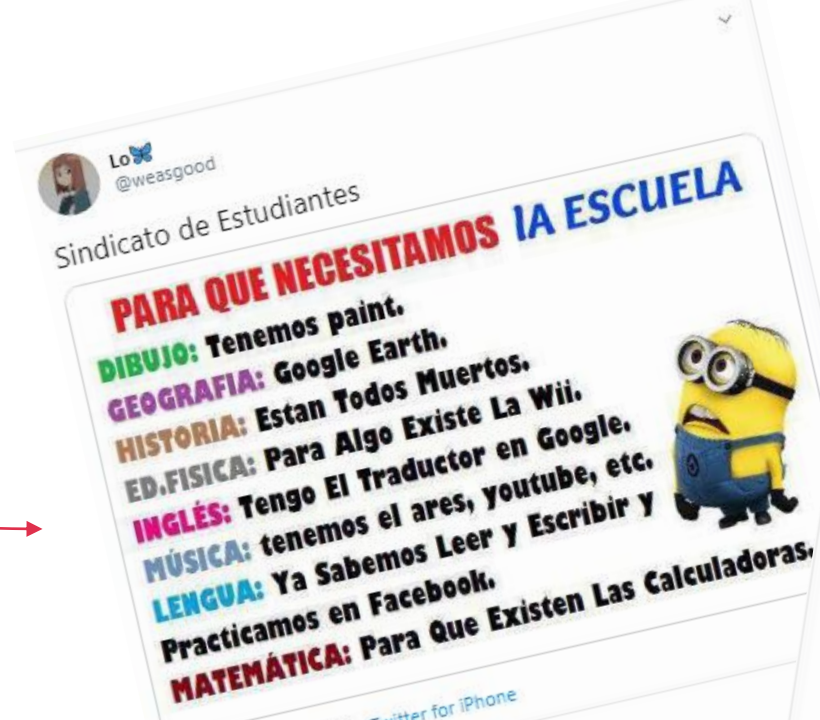 Lo🦋
@weasgood
Sindicato de Estudiantes
PARA QUE NECESITAMOS lA ESCUELA
DIBUJO: Tenemos paint.
GEOGRAFIA: Google Earth.
HISTORIA: Estan Todos Muertos.
ED.FISICA: Para Algo Existe La Wii.
INGLÉS: Tengo El Traductor en Google.
MÚSICA: tenemos el ares, youtube, etc.
LENGUA: Ya Sabemos Leer y Escribir y
Practicamos en Facebook.
MATEMÁTICA: Para Que Existen Las Calculadoras.
Twitter for iPhone